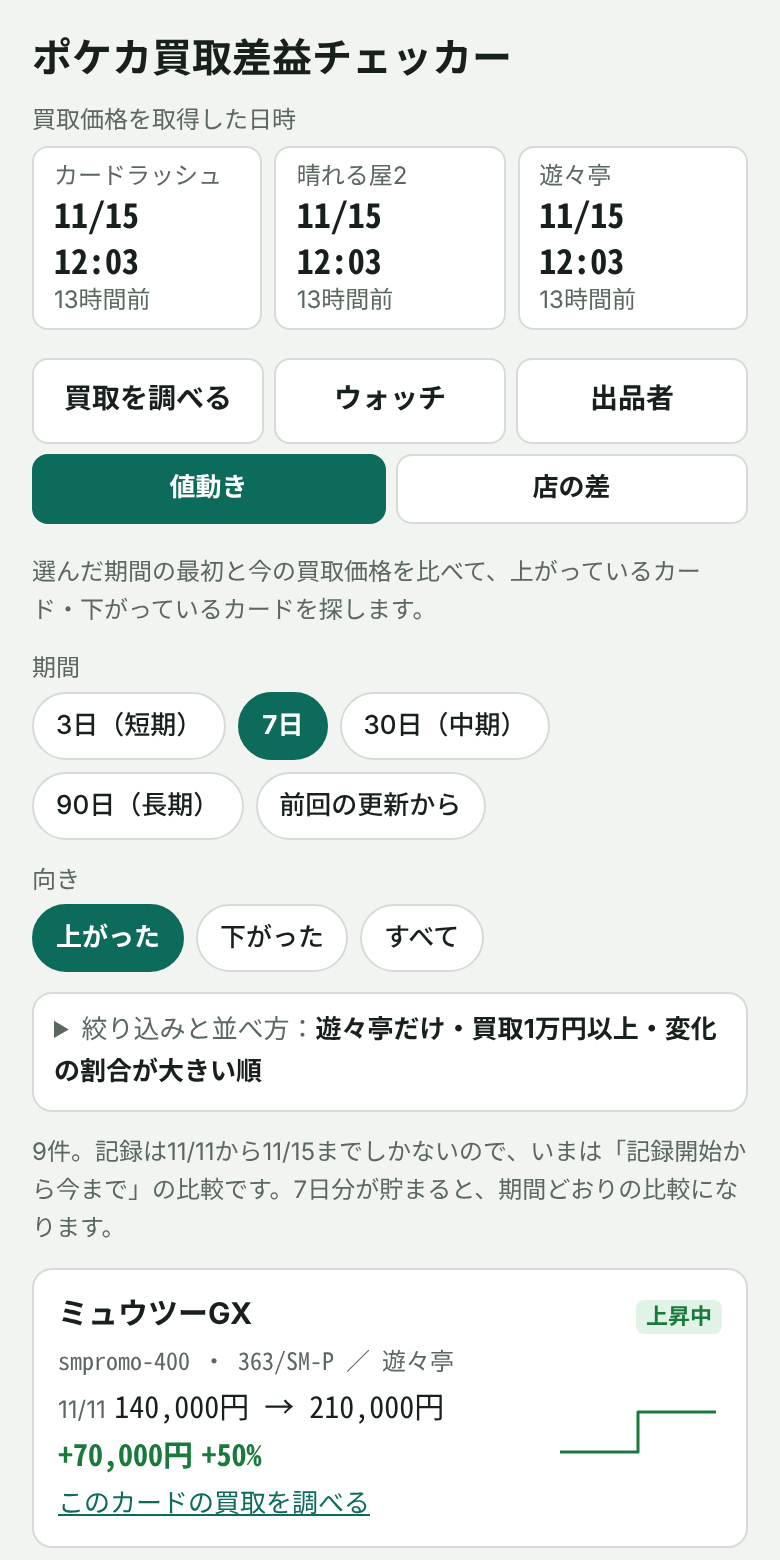 ポケカ買取差益チェッカー
買取価格を取得した日時
カードラッシュ
11/15
12:03
13時間前
晴れる屋2
11/15
12:03
13時間前
遊々亭
11/15
12:03
13時間前
買取を調べる
ウォッチ
出品者
値動き
店の差
選んだ期間の最初と今の買取価格を比べて、上がっているカー
ド・下がっているカードを探します。
期間
3日（短期）
7日
30日（中期）
90日（長期）
前回の更新から
向き
上がった
下がった
すべて
▶ 絞り込みと並べ方：遊々亭だけ・買取1万円以上・変化
の割合が大きい順
9件。記録は11/11から11/15までしかないので、いまは「記録開始か
ら今まで」の比較です。7日分が貯まると、期間どおりの比較にな
ります。
ミュウツーGX
上昇中
smpromo-400 ・ 363/SM-P ／ 遊々亭
11/11 140,000円 → 210,000円
+70,000円 +50%
このカードの買取を調べる